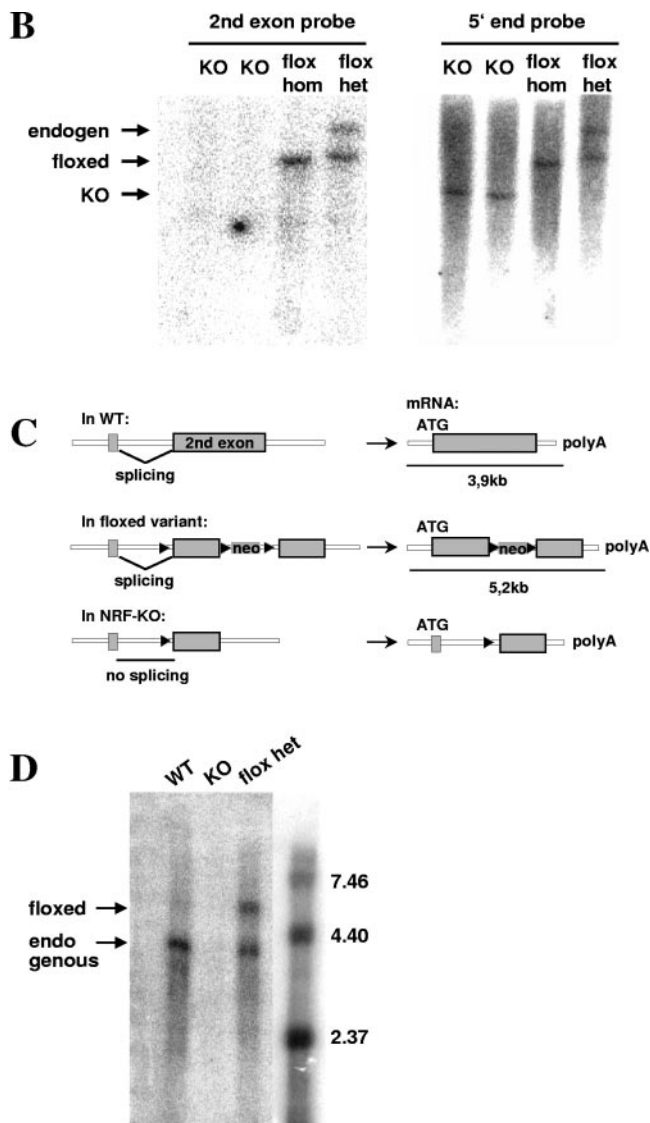 B
2nd exon probe
5' end probe
KO KO flox hom flox het
KO KO flox hom flox het
endogen
floxed
KO
C
In WT:
2nd exon
splicing
mRNA:
ATG
polyA
3,9kb
In floxed variant:
neo
splicing
ATG
neo
polyA
5,2kb
In NRF-KO:
no splicing
ATG
polyA
D
WT KO flox het
floxed
endo
genous
7.46
4.40
2.37